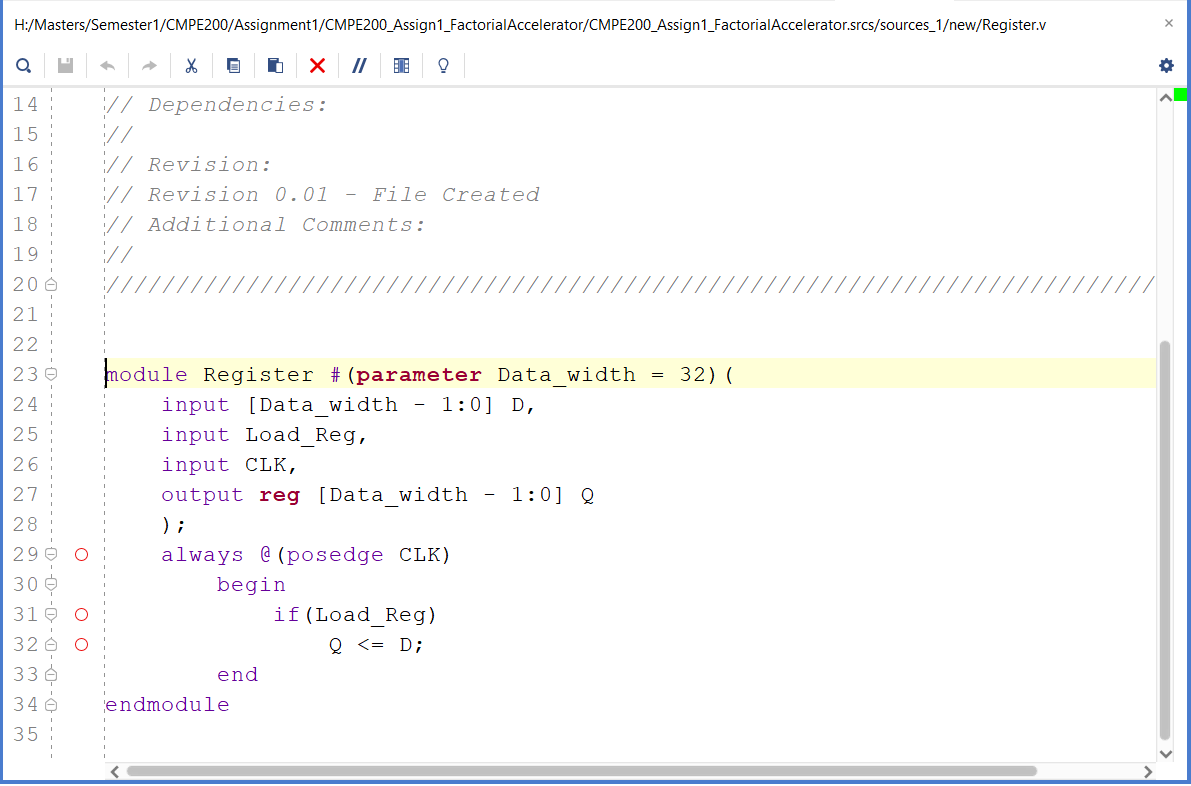 H:/Masters/Semester1/CMPE200/Assignment1/CMPE200_Assign1_FactorialAccelerator/CMPE200_Assign1_FactorialAccelerator.srcs/sources_1/new/Register.v
14 // Dependencies:
15 //
16 // Revision:
17 // Revision 0.01 - File Created
18 // Additional Comments:
19 //
20 ////////////////////////////////////////////////////////////////////////////
21
22
23 module Register #(parameter Data_width = 32)(
24     input [Data_width - 1:0] D,
25     input Load_Reg,
26     input CLK,
27     output reg [Data_width - 1:0] Q
28     );
29     always @(posedge CLK)
30         begin
31             if(Load_Reg)
32                 Q <= D;
33         end
34 endmodule
35